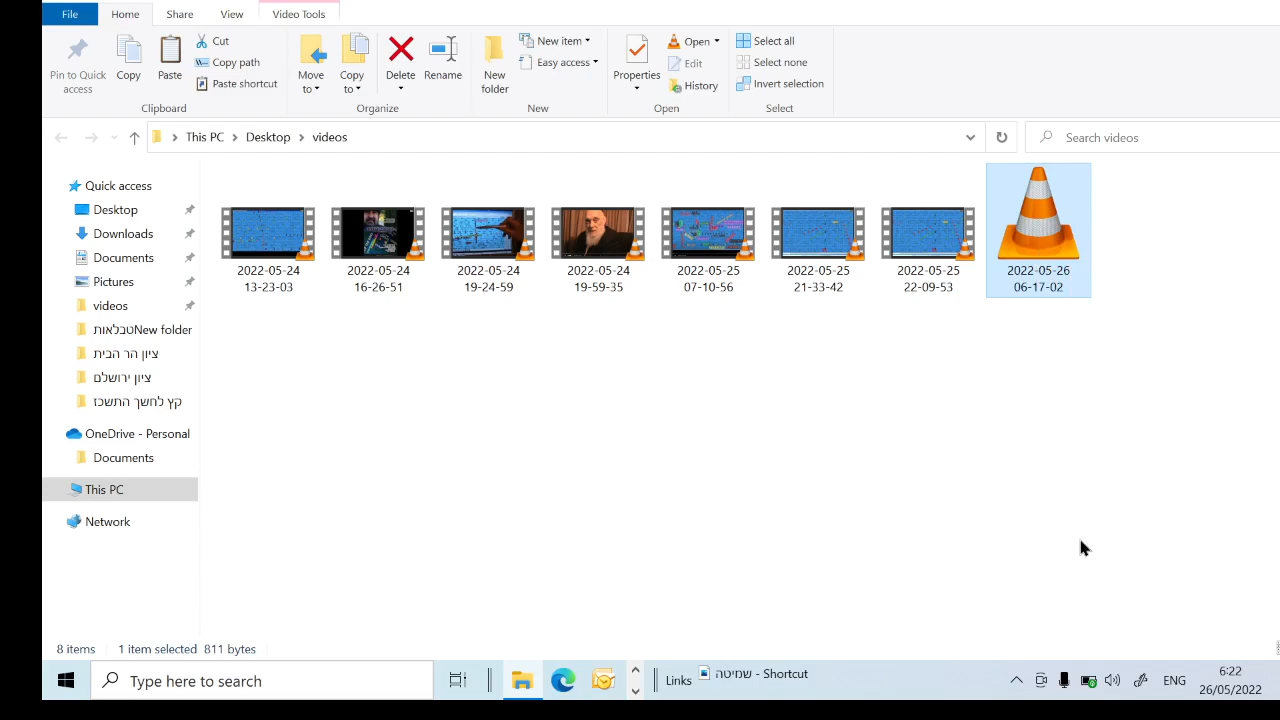 File Home Share View Video Tools
Pin to Quick access
Copy
Paste
Cut
Copy path
Paste shortcut
Clipboard
Move to
Copy to
Delete
Rename
Organize
New folder
New item
Easy access
New
Properties
Open
Edit
History
Open
Select all
Select none
Invert selection
Select
This PC Desktop videos
Search videos
Quick access
Desktop
Downloads
Documents
Pictures
videos
טבלאותNew folder
ציון הר הבית
ציון ירושלם
קץ לחשך התשכז
OneDrive - Personal
Documents
This PC
Network
2022-05-24
13-23-03
2022-05-24
16-26-51
2022-05-24
19-24-59
2022-05-24
19-59-35
2022-05-25
07-10-56
2022-05-25
21-33-42
2022-05-25
22-09-53
2022-05-26
06-17-02
8 items 1 item selected 811 bytes
Type here to search
Links
שמיטה - Shortcut
ENG
6:22
26/05/2022